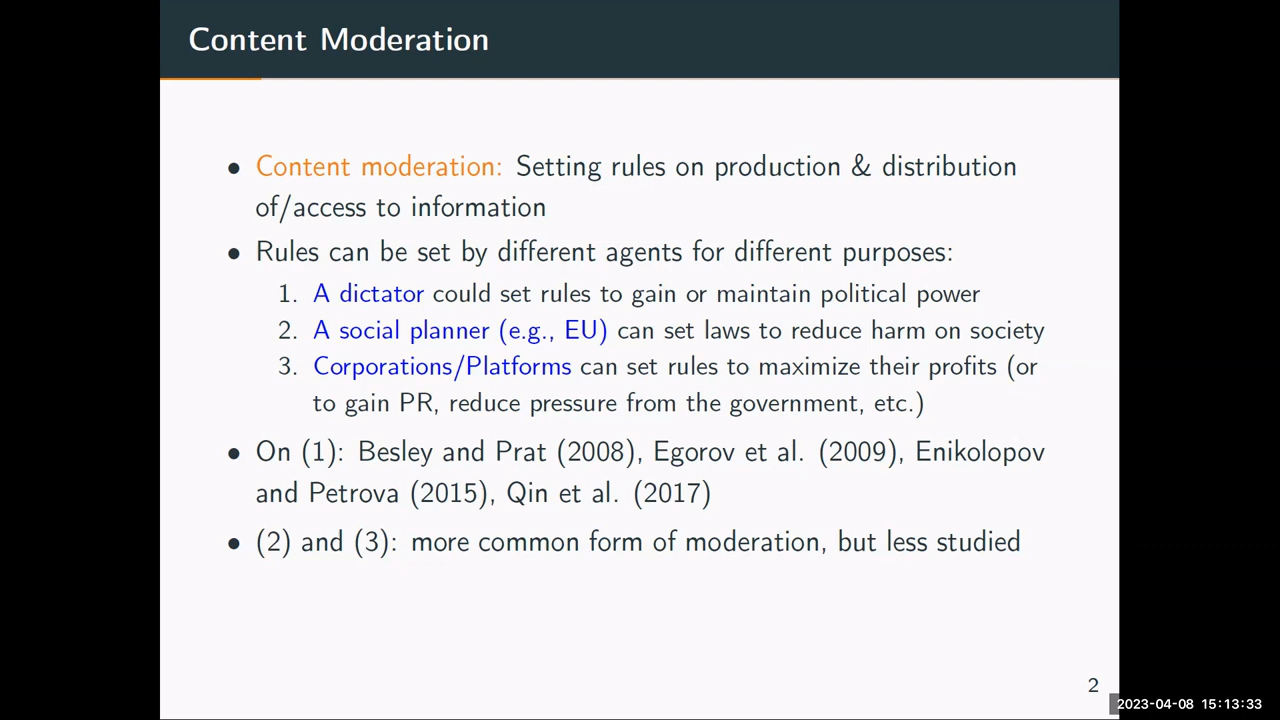 Content Moderation
• Content moderation: Setting rules on production & distribution
of/access to information
• Rules can be set by different agents for different purposes:
1. A dictator could set rules to gain or maintain political power
2. A social planner (e.g., EU) can set laws to reduce harm on society
3. Corporations/Platforms can set rules to maximize their profits (or
to gain PR, reduce pressure from the government, etc.)
• On (1): Besley and Prat (2008), Egorov et al. (2009), Enikolopov
and Petrova (2015), Qin et al. (2017)
• (2) and (3): more common form of moderation, but less studied
2
2023-04-08 15:13:33